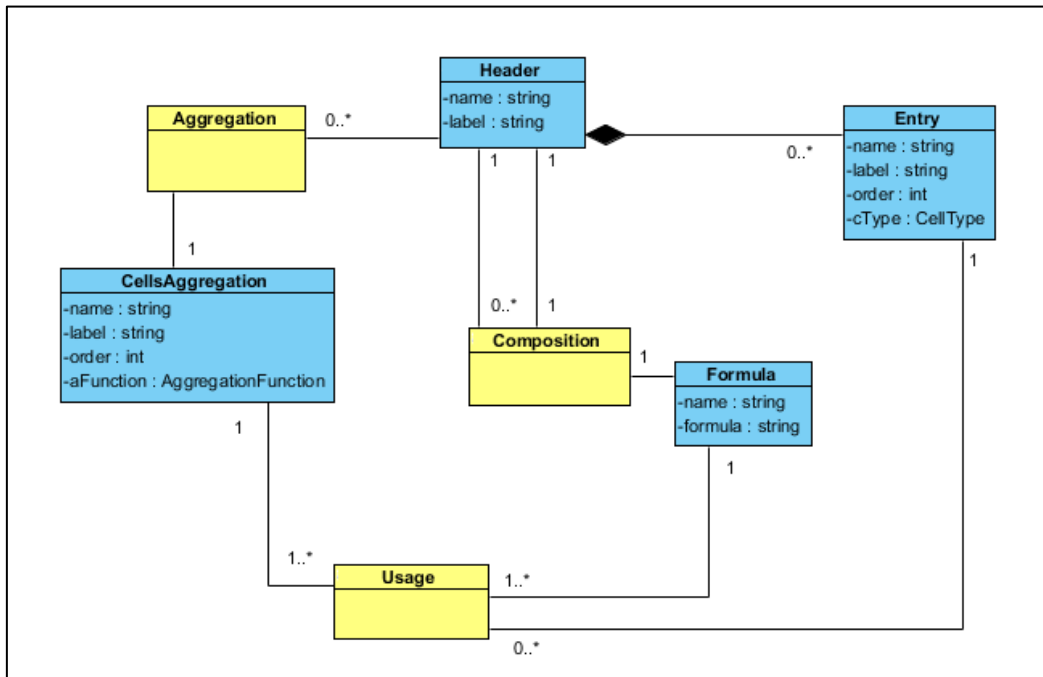 Header
-name : string
-label : string
Aggregation
0..*
Entry
-name : string
-label : string
-order : int
-cType : CellType
0..*
1
1
1
1
CellsAggregation
-name : string
-label : string
-order : int
-aFunction : AggregationFunction
0..*
1
Composition
1
Formula
-name : string
-formula : string
1
1
1..*
Usage
1..*
0..*